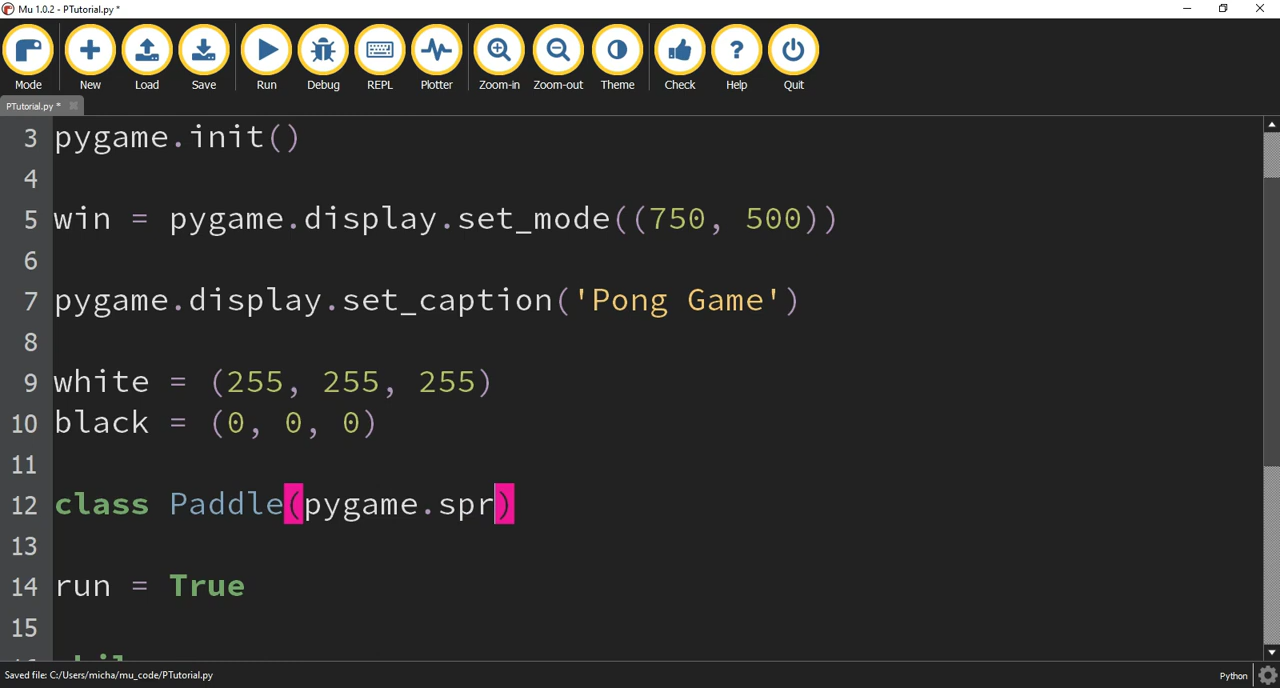 Mu 1.0.2 - PTutorial.py *
Mode New Load Save Run Debug REPL Plotter Zoom-in Zoom-out Theme Check Help Quit
PTutorial.py *
3 pygame.init()
4
5 win = pygame.display.set_mode((750, 500))
6
7 pygame.display.set_caption('Pong Game')
8
9 white = (255, 255, 255)
10 black = (0, 0, 0)
11
12 class Paddle(pygame.spr)
13
14 run = True
15
Saved file: C:/Users/micha/mu_code/PTutorial.py
Python